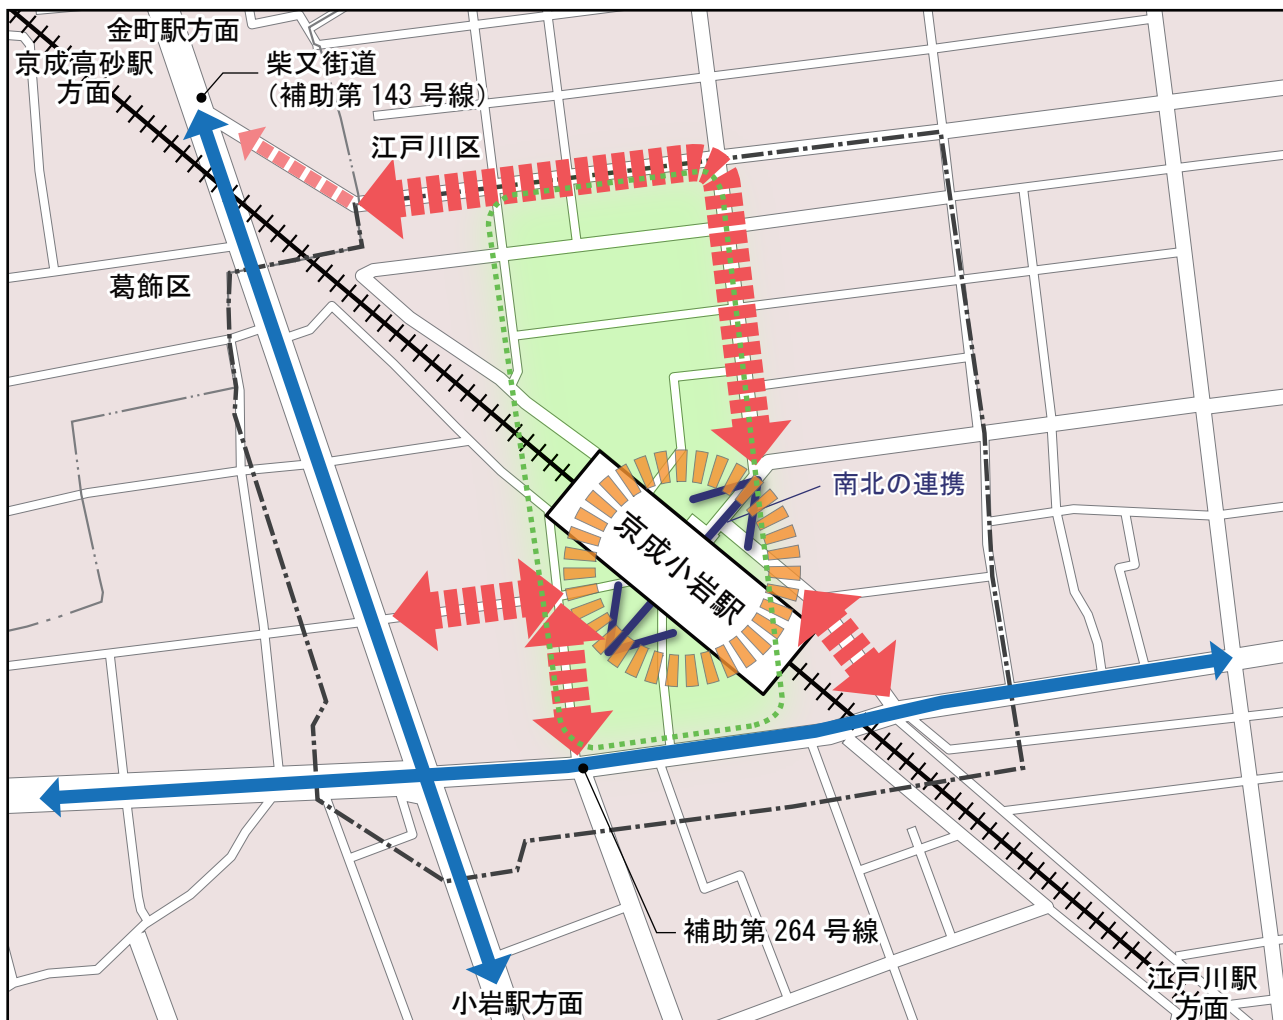 金町駅方面
京成高砂駅
方面
柴又街道
(補助第 143 号線)
江戸川区
葛飾区
南北の連携
京成小岩駅
補助第 264 号線
小岩駅方面
江戸川駅
方面